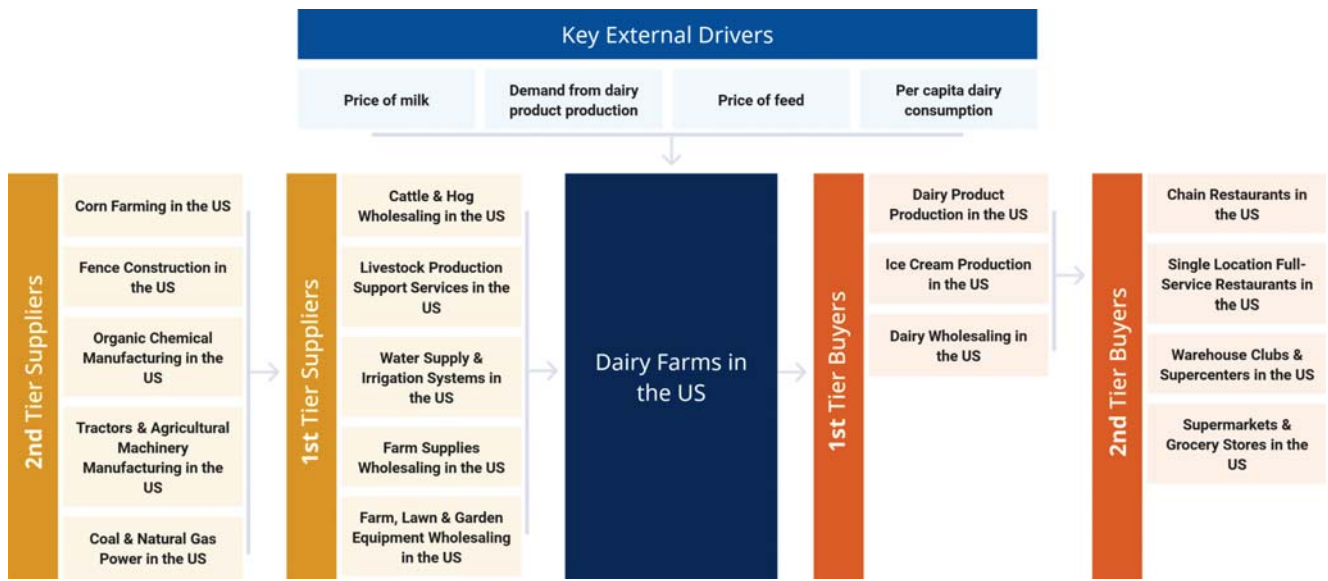 Key External Drivers
Price of milk
Demand from dairy
product production
Price of feed
Per capita dairy
consumption
2nd Tier Suppliers
Corn Farming in the US
Fence Construction in
the US
Organic Chemical
Manufacturing in the
US
Tractors & Agricultural
Machinery
Manufacturing in the
US
Coal & Natural Gas
Power in the US
1st Tier Suppliers
Cattle & Hog
Wholesaling in the US
Livestock Production
Support Services in the
US
Water Supply &
Irrigation Systems in
the US
Farm Supplies
Wholesaling in the US
Farm, Lawn & Garden
Equipment Wholesaling
in the US
Dairy Farms in
the US
1st Tier Buyers
Dairy Product
Production in the US
Ice Cream Production
in the US
Dairy Wholesaling in
the US
2nd Tier Buyers
Chain Restaurants in
the US
Single Location Full-
Service Restaurants in
the US
Warehouse Clubs &
Supercenters in the US
Supermarkets &
Grocery Stores in the
US